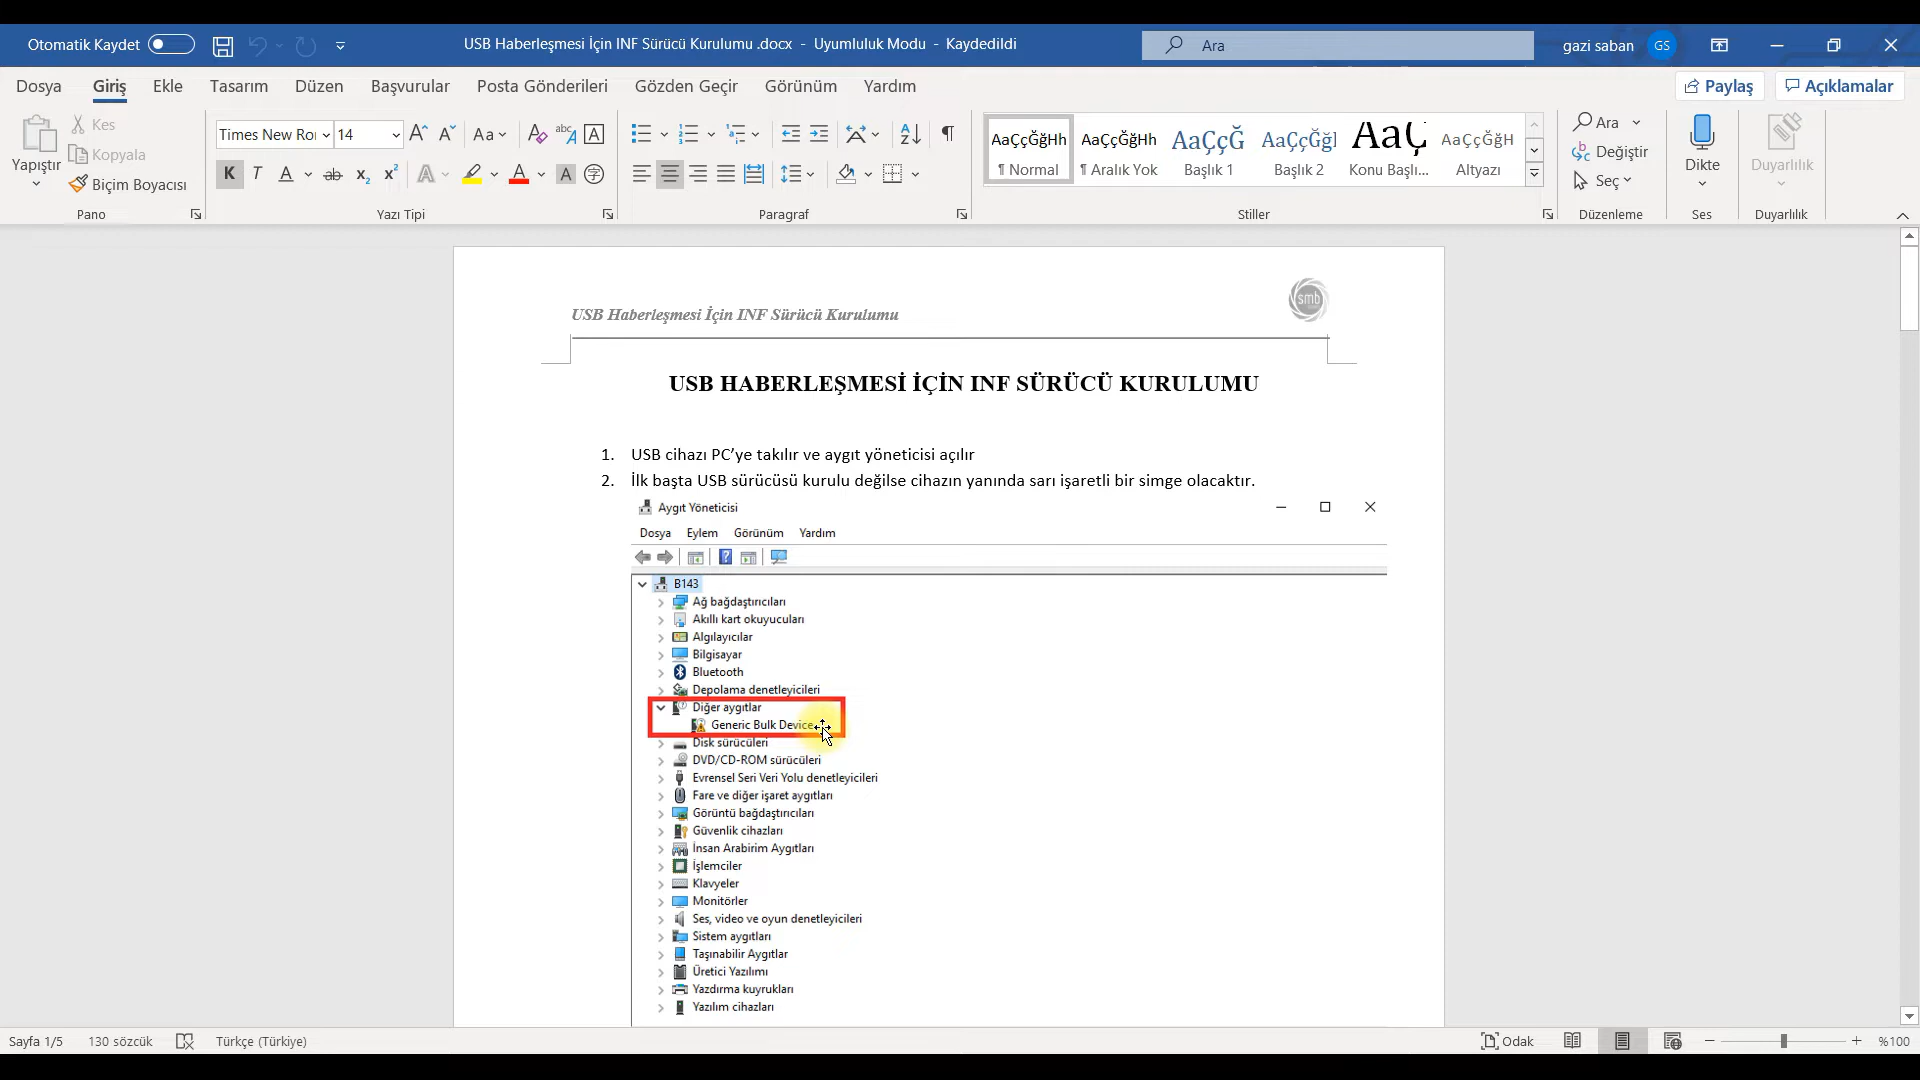 Otomatik Kaydet
USB Haberleşmesi İçin INF Sürücü Kurulumu .docx - Uyumluluk Modu - Kaydedildi
Ara
gazi saban
GS
Dosya Giriş Ekle Tasarım Düzen Başvurular Posta Gönderileri Gözden Geçir Görünüm Yardım
Paylaş
Açıklamalar
Yapıştır
Kes
Kopyala
Biçim Boyacısı
Pano
Times New Ro
14
Yazı Tipi
Paragraf
AaÇçĞğHh
¶ Normal
AaÇçĞğHh
¶ Aralık Yok
AaÇçĞ
Başlık 1
AaÇçĞğ
Başlık 2
AaÇ
Konu Başlı...
AaÇçĞğH
Altyazı
Stiller
Ara
Değiştir
Seç
Düzenleme
Dikte
Ses
Duyarlılık
Duyarlılık
USB Haberleşmesi İçin INF Sürücü Kurulumu
smb
USB HABERLEŞMESİ İÇİN INF SÜRÜCÜ KURULUMU
1. USB cihazı PC’ye takılır ve aygıt yöneticisi açılır
2. İlk başta USB sürücüsü kurulu değilse cihazın yanında sarı işaretli bir simge olacaktır.
Aygıt Yöneticisi
Dosya Eylem Görünüm Yardım
B143
Ağ bağdaştırıcıları
Akıllı kart okuyucuları
Algılayıcılar
Bilgisayar
Bluetooth
Depolama denetleyicileri
Diğer aygıtlar
Generic Bulk Device
Disk sürücüleri
DVD/CD-ROM sürücüleri
Evrensel Seri Veri Yolu denetleyicileri
Fare ve diğer işaret aygıtları
Görüntü bağdaştırıcıları
Güvenlik cihazları
İnsan Arabirim Aygıtları
İşlemciler
Klavyeler
Monitörler
Ses, video ve oyun denetleyicileri
Sistem aygıtları
Taşınabilir Aygıtlar
Üretici Yazılımı
Yazdırma kuyrukları
Yazılım cihazları
Sayfa 1/5
130 sözcük
Türkçe (Türkiye)
Odak
%100